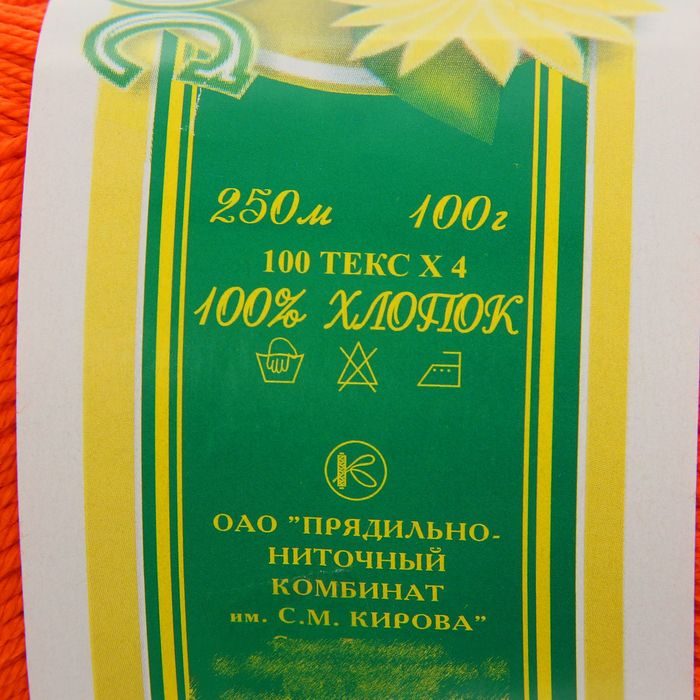 250м 100г
100 ТЕКС Х 4
100% ХЛОПОК
ОАО "ПРЯДИЛЬНО-
НИТОЧНЫЙ
КОМБИНАТ
им. С.М. КИРОВА"